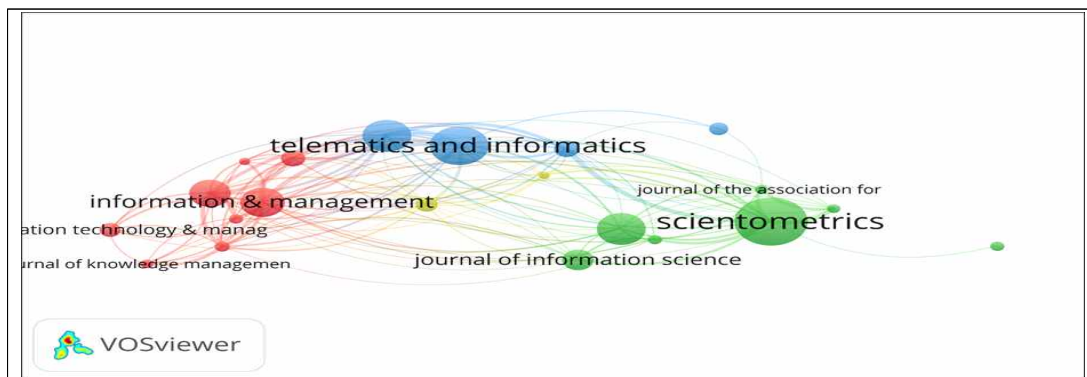 telematics and informatics
journal of the association for
information & management
scientometrics
ation technology & manag
journal of information science
urnal of knowledge managemen
VOSviewer